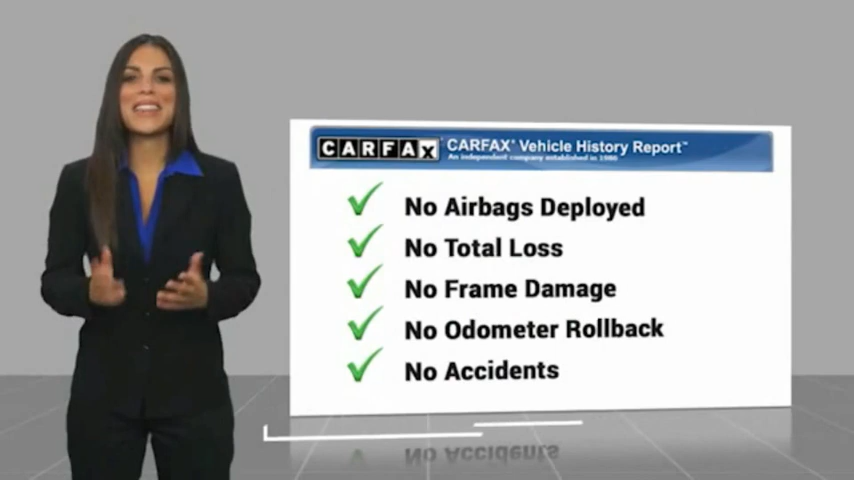 CARFAX CARFAX® Vehicle History Report™
An independent company established in 1986
No Airbags Deployed
No Total Loss
No Frame Damage
No Odometer Rollback
No Accidents
No Accidents